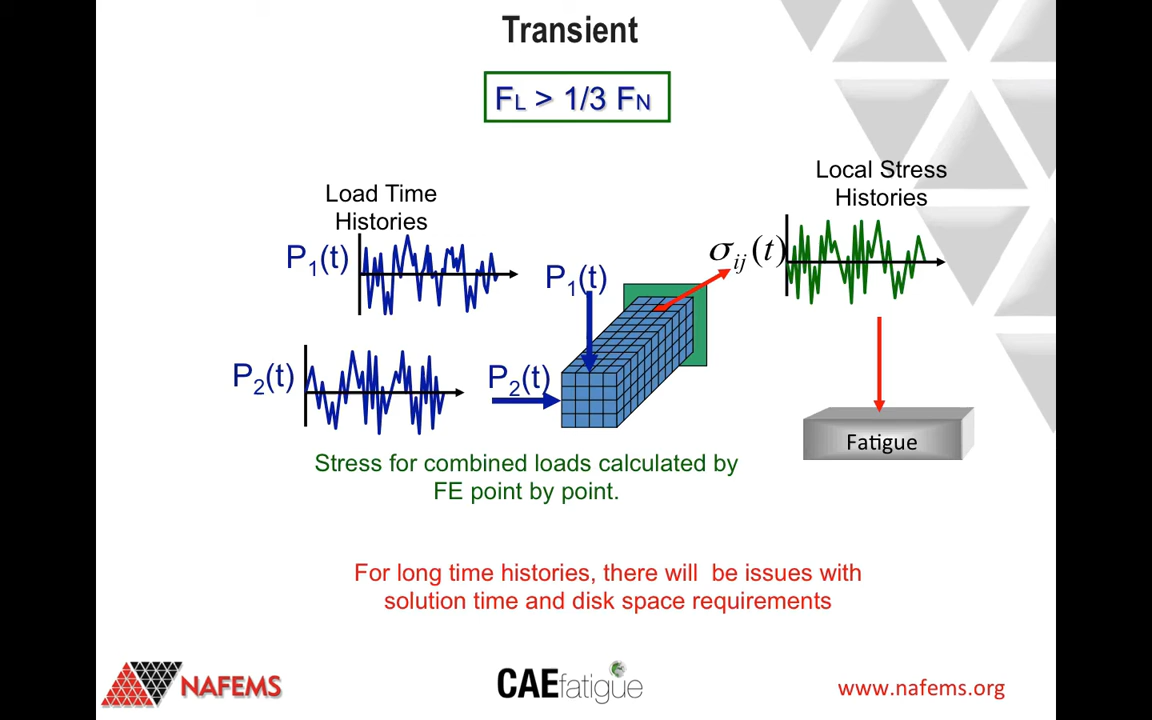 Transient
FL > 1/3 FN
Load Time
Histories
P1(t)
P2(t)
P1(t)
P2(t)
σij(t)
Local Stress
Histories
Fatigue
Stress for combined loads calculated by
FE point by point.
For long time histories, there will be issues with
solution time and disk space requirements
NAFEMS
CAEfatigue
www.nafems.org